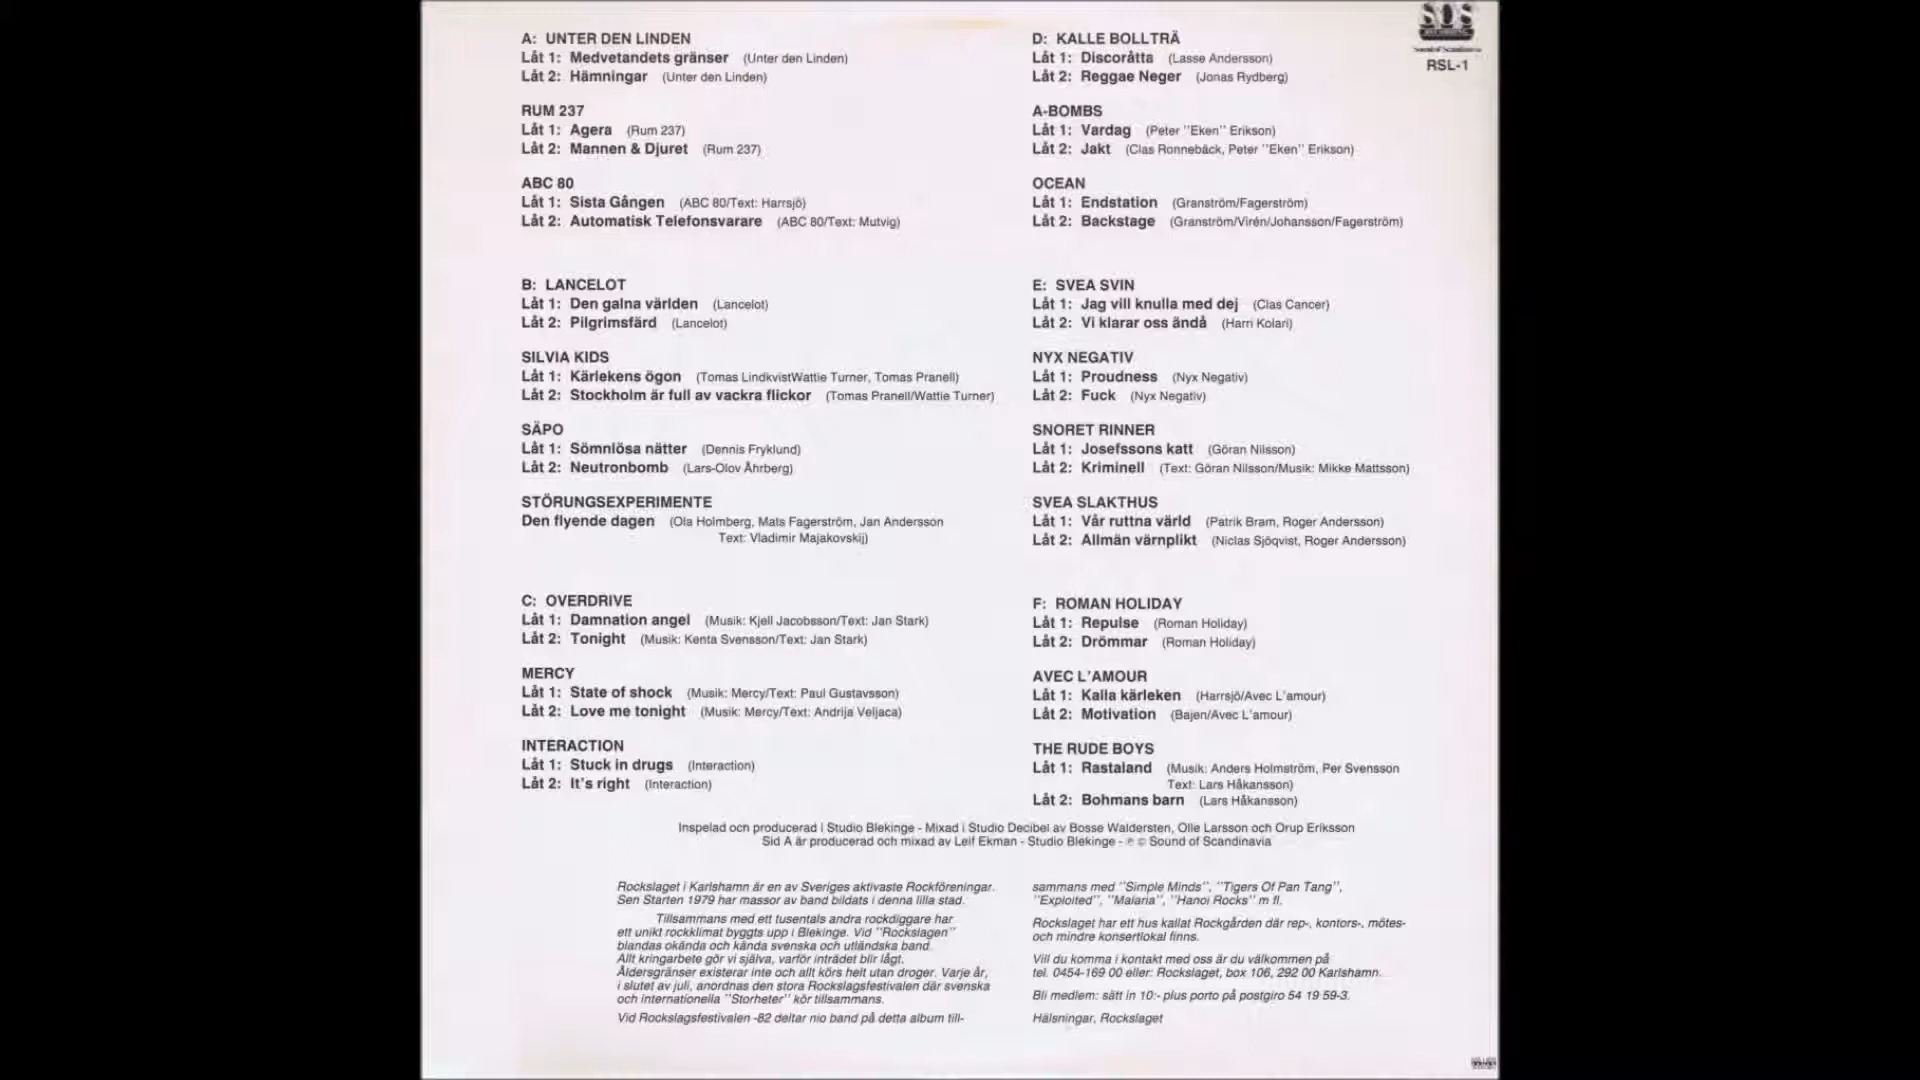 A: UNTER DEN LINDEN
Låt 1: Medvetandets gränser (Unter den Linden)
Låt 2: Hämningar (Unter den Linden)
RUM 237
Låt 1: Agera (Rum 237)
Låt 2: Mannen & Djuret (Rum 237)
ABC 80
Låt 1: Sista Gången (ABC 80/Text: Harrsjö)
Låt 2: Automatisk Telefonsvarare (ABC 80/Text: Mutvig)
B: LANCELOT
Låt 1: Den galna världen (Lancelot)
Låt 2: Pilgrimsfärd (Lancelot)
SILVIA KIDS
Låt 1: Kärlekens ögon (Tomas LindkvistWattie Turner, Tomas Pranell)
Låt 2: Stockholm är full av vackra flickor (Tomas Pranell/Wattie Turner)
SÄPO
Låt 1: Sömnlösa nätter (Dennis Fryklund)
Låt 2: Neutronbomb (Lars-Olov Åhrberg)
STÖRUNGSEXPERIMENTE
Den flyende dagen (Ola Holmberg, Mats Fagerström, Jan Andersson
Text: Vladimir Majakovskij)
C: OVERDRIVE
Låt 1: Damnation angel (Musik: Kjell Jacobsson/Text: Jan Stark)
Låt 2: Tonight (Musik: Kenta Svensson/Text: Jan Stark)
MERCY
Låt 1: State of shock (Musik: Mercy/Text: Paul Gustavsson)
Låt 2: Love me tonight (Musik: Mercy/Text: Andrija Veljaca)
INTERACTION
Låt 1: Stuck in drugs (Interaction)
Låt 2: It's right (Interaction)
D: KALLE BOLLTRÄ
Låt 1: Discoråtta (Lasse Andersson)
Låt 2: Reggae Neger (Jonas Rydberg)
A-BOMBS
Låt 1: Vardag (Peter "Eken" Erikson)
Låt 2: Jakt (Clas Ronnebäck, Peter "Eken" Erikson)
OCEAN
Låt 1: Endstation (Granström/Fagerström)
Låt 2: Backstage (Granström/Virén/Johansson/Fagerström)
E: SVEA SVIN
Låt 1: Jag vill knulla med dej (Clas Cancer)
Låt 2: Vi klarar oss ändå (Harri Kolari)
NYX NEGATIV
Låt 1: Proudness (Nyx Negativ)
Låt 2: Fuck (Nyx Negativ)
SNORET RINNER
Låt 1: Josefssons katt (Göran Nilsson)
Låt 2: Kriminell (Text: Göran Nilsson/Musik: Mikke Mattsson)
SVEA SLAKTHUS
Låt 1: Vår ruttna värld (Patrik Bram, Roger Andersson)
Låt 2: Allmän värnplikt (Niclas Sjöqvist, Roger Andersson)
F: ROMAN HOLIDAY
Låt 1: Repulse (Roman Holiday)
Låt 2: Drömmar (Roman Holiday)
AVEC L'AMOUR
Låt 1: Kalla kärleken (Harrsjö/Avec L'amour)
Låt 2: Motivation (Bajen/Avec L'amour)
THE RUDE BOYS
Låt 1: Rastaland (Musik: Anders Holmström, Per Svensson
Text: Lars Håkansson)
Låt 2: Bohmans barn (Lars Håkansson)
SOS
Sound of Scandinavia
RSL-1
Inspelad och producerad i Studio Blekinge - Mixad i Studio Decibel av Bosse Waldersten, Olle Larsson och Orup Eriksson
Sid A är producerad och mixad av Leif Ekman - Studio Blekinge - ℗ © Sound of Scandinavia
Rockslaget i Karlshamn är en av Sveriges aktivaste Rockföreningar.
Sen Starten 1979 har massor av band bildats i denna lilla stad.
Tillsammans med ett tusentals andra rockdiggare har
ett unikt rockklimat byggts upp i Blekinge. Vid "Rockslagen"
blandas okända och kända svenska och utländska band.
Allt kringarbete gör vi själva, varför inträdet blir lågt.
Åldersgränser existerar inte och allt körs helt utan droger. Varje år,
i slutet av juli, anordnas den stora Rockslagsfestivalen där svenska
och internationella "Storheter" kör tillsammans.
Vid Rockslagsfestivalen -82 deltar nio band på detta album till-
sammans med "Simple Minds", "Tigers Of Pan Tang",
"Exploited", "Malaria", "Hanoi Rocks" m fl.
Rockslaget har ett hus kallat Rockgården där rep-, kontors-, mötes-
och mindre konsertlokal finns.
Vill du komma i kontakt med oss är du välkommen på
tel. 0454-169 00 eller: Rockslaget, box 106, 292 00 Karlshamn.
Bli medlem: sätt in 10:- plus porto på postgiro 54 19 59-3.
Hälsningar, Rockslaget